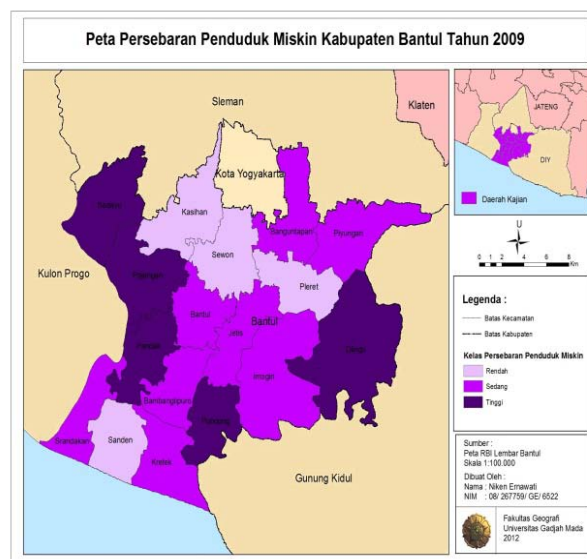 Peta Persebaran Penduduk Miskin Kabupaten Bantul Tahun 2009
Sleman
Klaten
Kota Yogyakarta
Kasihan
Banguntapan
Piyungan
Sewon
Kulon Progo
Pleret
Bantul
Jetis
Bantul
Dlingo
Imogiri
Bambanglipuro
Pundong
Srandakan
Sanden
Kretek
Gunung Kidul
JATENG
DIY
Daerah Kajian
U
0 1 2 4 6 8
Km
Legenda :
Batas Kecamatan
Batas Kabupaten
Kelas Persebaran Penduduk Miskin
Rendah
Sedang
Tinggi
Sumber :
Peta RBI Lembar Bantul
Skala 1:100.000
Dibuat Oleh :
Nama : Niken Ernawati
NIM : 08/ 267759/ GE/ 6522
Fakultas Geografi
Universitas Gadjah Mada
2012